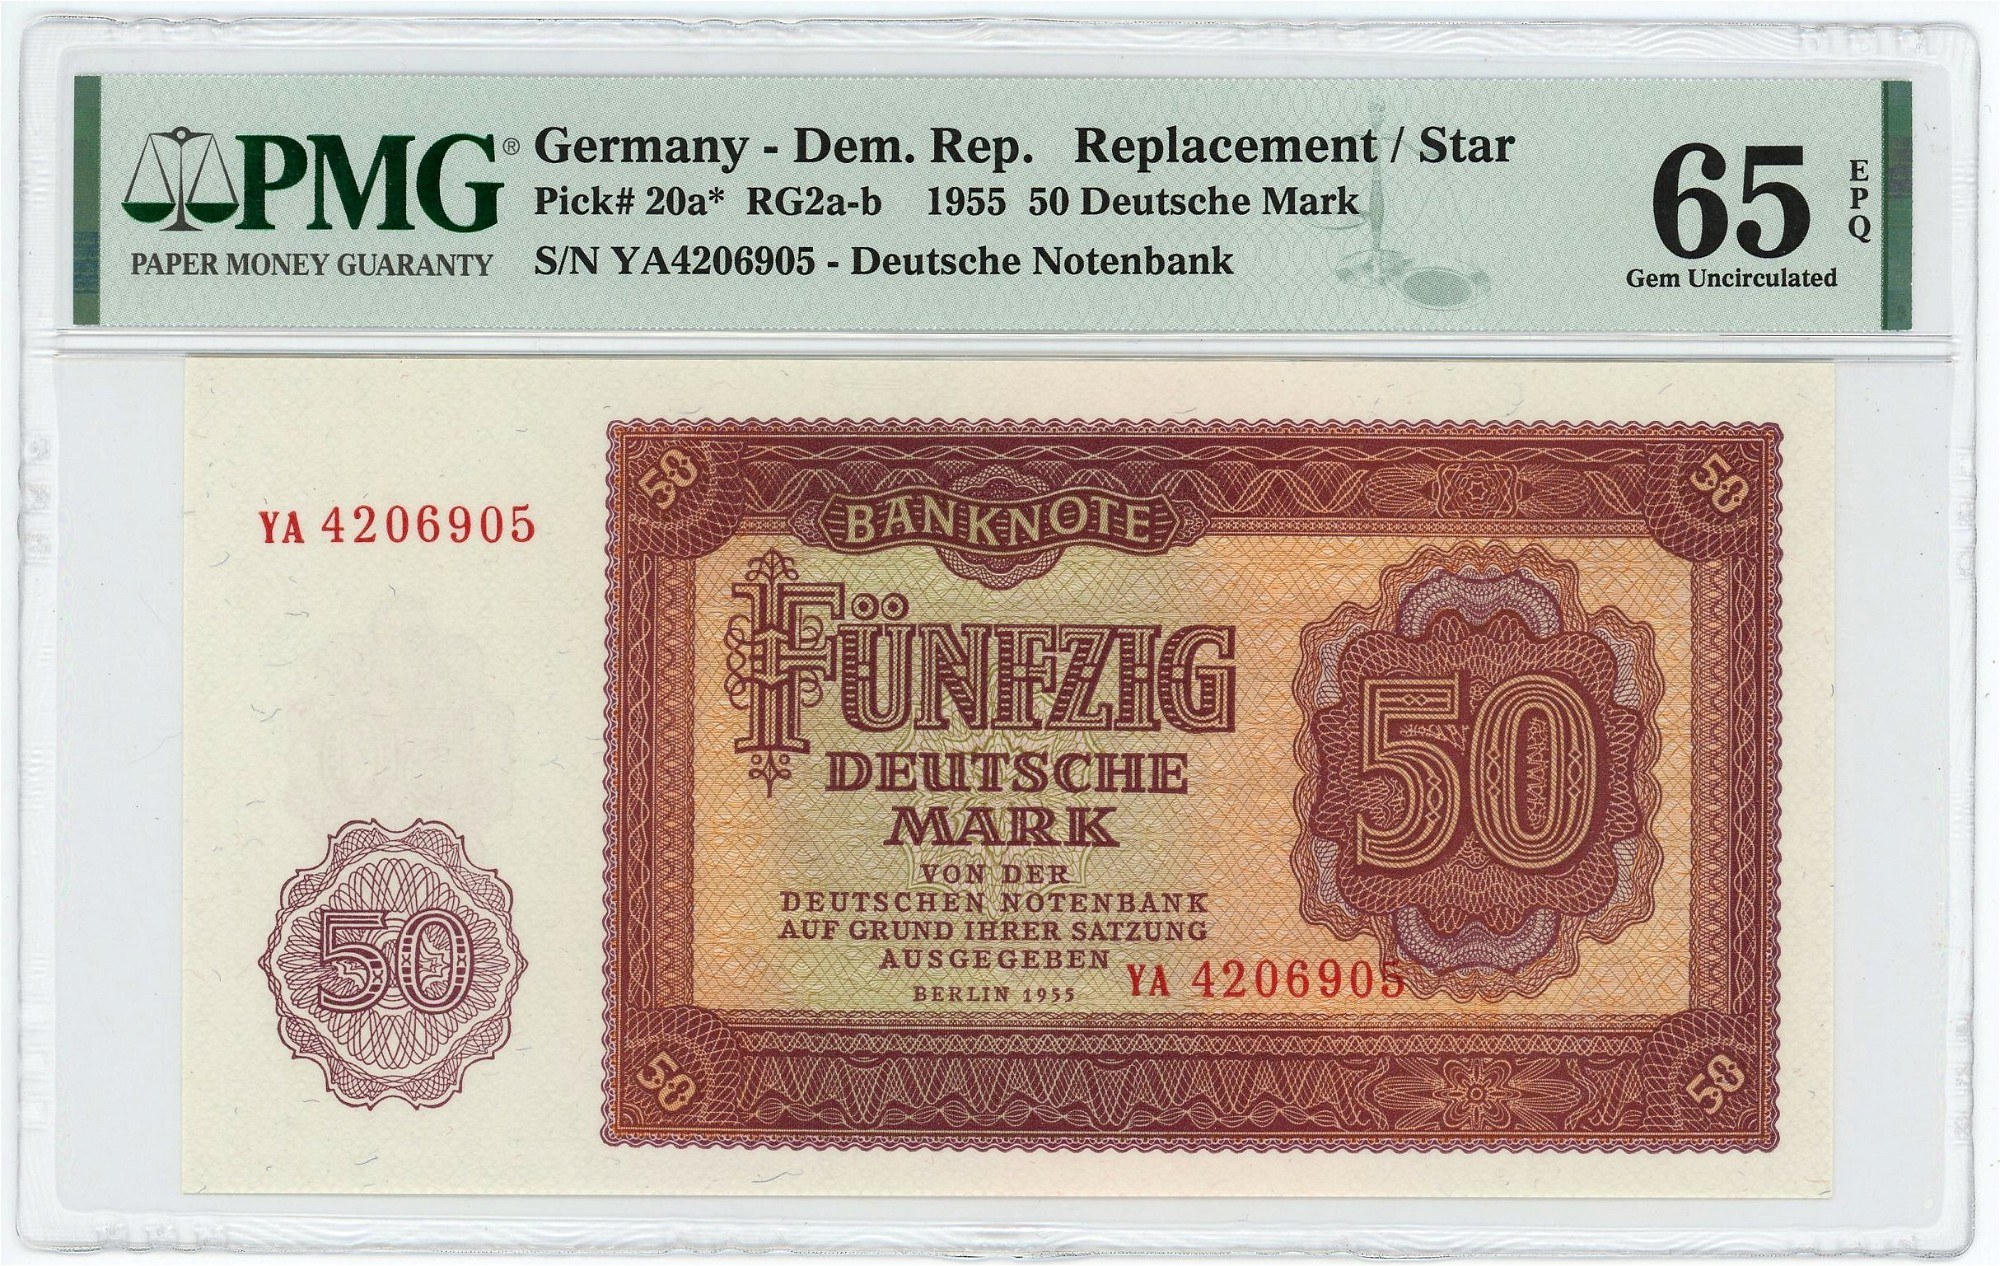 PMG®
PAPER MONEY GUARANTY
Germany - Dem. Rep. Replacement / Star
Pick# 20a* RG2a-b 1955 50 Deutsche Mark
S/N YA4206905 - Deutsche Notenbank
65
EPQ
Gem Uncirculated
50
50
BANKNOTE
YA 4206905
FÜNFZIG
DEUTSCHE
MARK
50
VON DER
DEUTSCHEN NOTENBANK
AUF GRUND IHRER SATZUNG
AUSGEGEBEN
BERLIN 1955
YA 4206905
50
50
50